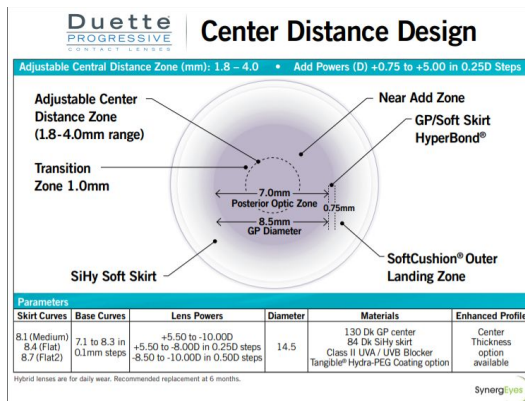 Duette®
PROGRESSIVE
CONTACT LENSES
Center Distance Design
Adjustable Central Distance Zone (mm): 1.8 – 4.0 • Add Powers (D) +0.75 to +5.00 in 0.25D Steps
Adjustable Center
Distance Zone
(1.8-4.0mm range)
Transition
Zone 1.0mm
SiHy Soft Skirt
Near Add Zone
GP/Soft Skirt
HyperBond®
7.0mm
Posterior Optic Zone
0.75mm
8.5mm
GP Diameter
SoftCushion® Outer
Landing Zone
Parameters
Skirt Curves Base Curves Lens Powers Diameter Materials Enhanced Profile
8.1 (Medium)
8.4 (Flat)
8.7 (Flat2)
7.1 to 8.3 in
0.1mm steps
+5.50 to -10.00D
+5.50 to -8.00D in 0.25D steps
-8.50 to -10.00D in 0.50D steps
14.5
130 Dk GP center
84 Dk SiHy skirt
Class II UVA / UVB Blocker
Tangible® Hydra-PEG Coating option
Center
Thickness
option
available
Hybrid lenses are for daily wear. Recommended replacement at 6 months.
SynergEyes